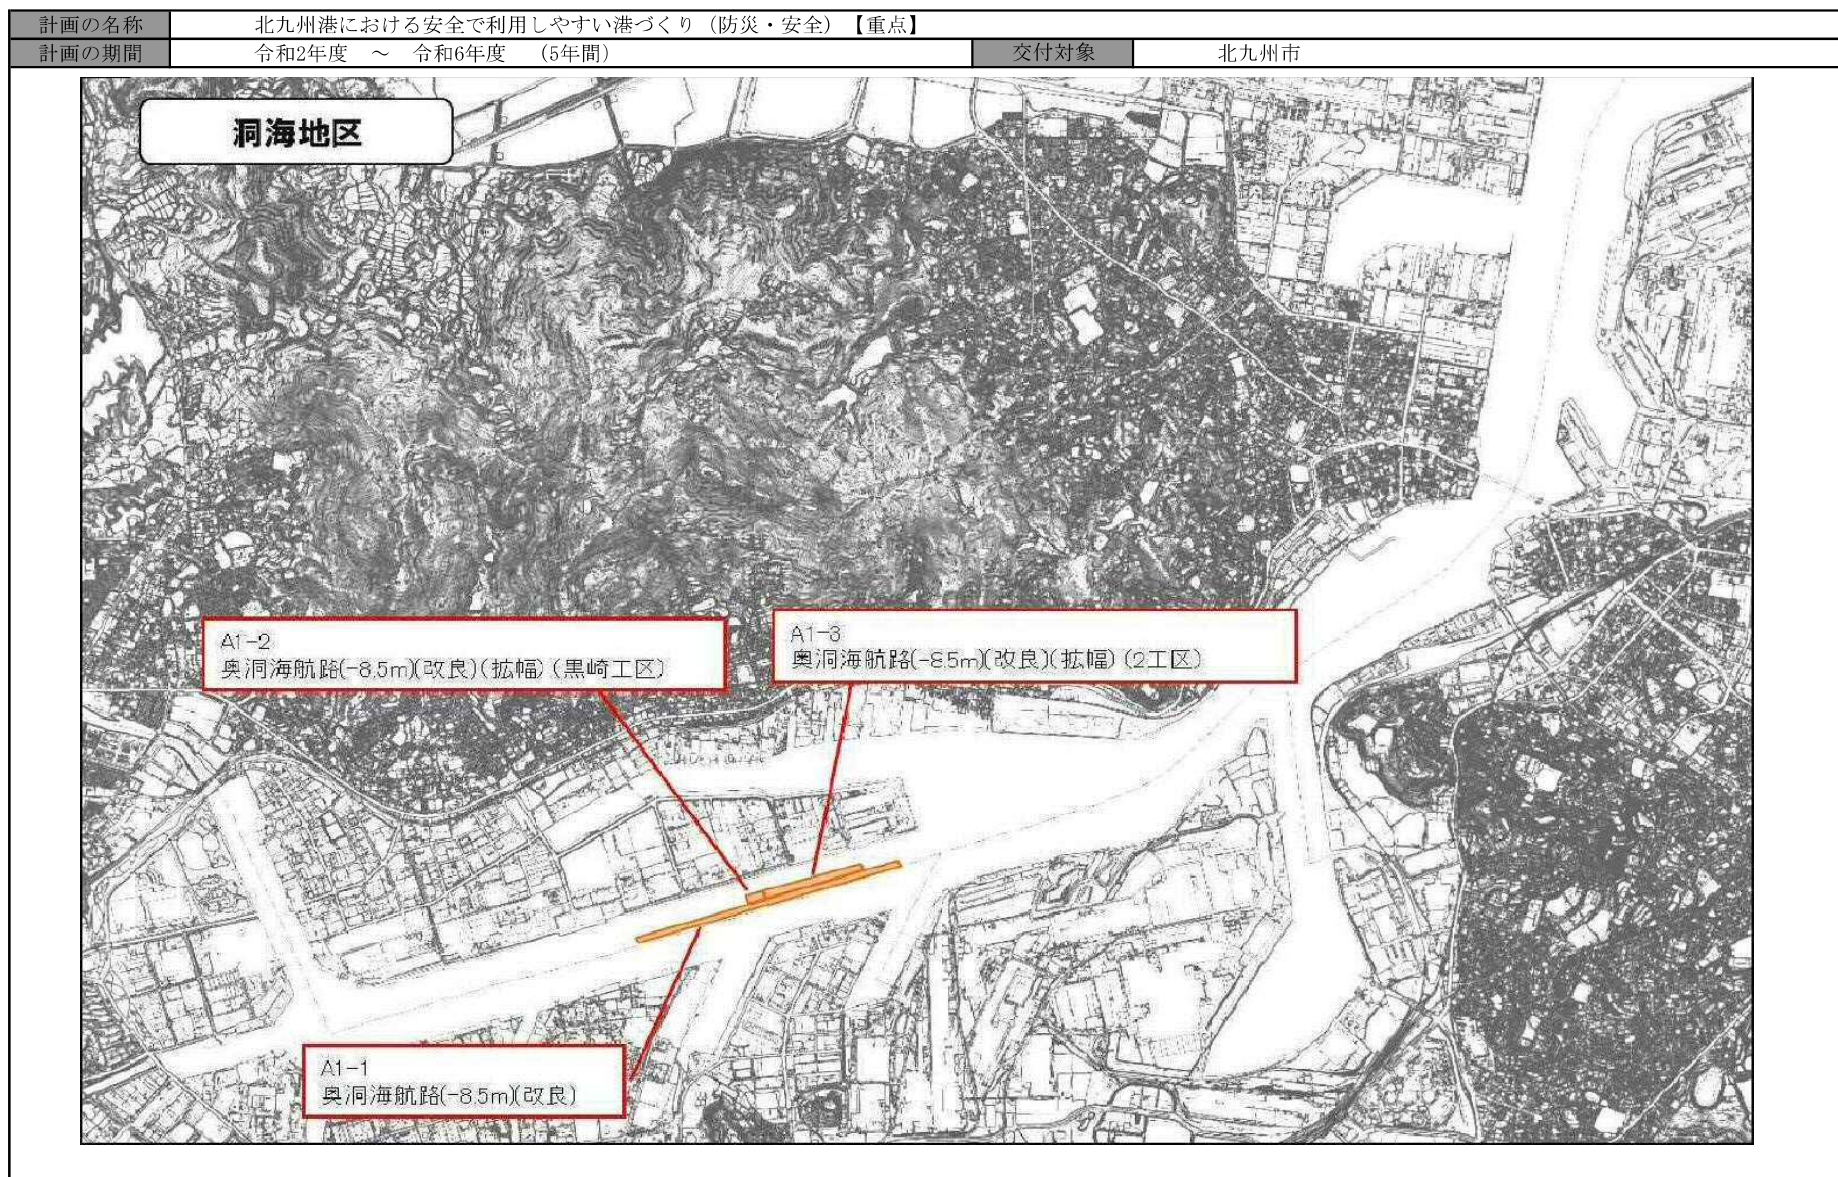 計画の名称 北九州港における安全で利用しやすい港づくり（防災・安全）【重点】
計画の期間 令和2年度 ～ 令和6年度 （5年間） 交付対象 北九州市
洞海地区
A1-2
奥洞海航路(-8.5m)(改良)(拡幅)(黒崎工区)
A1-3
奥洞海航路(-8.5m)(改良)(拡幅)(2工区)
A1-1
奥洞海航路(-8.5m)(改良)